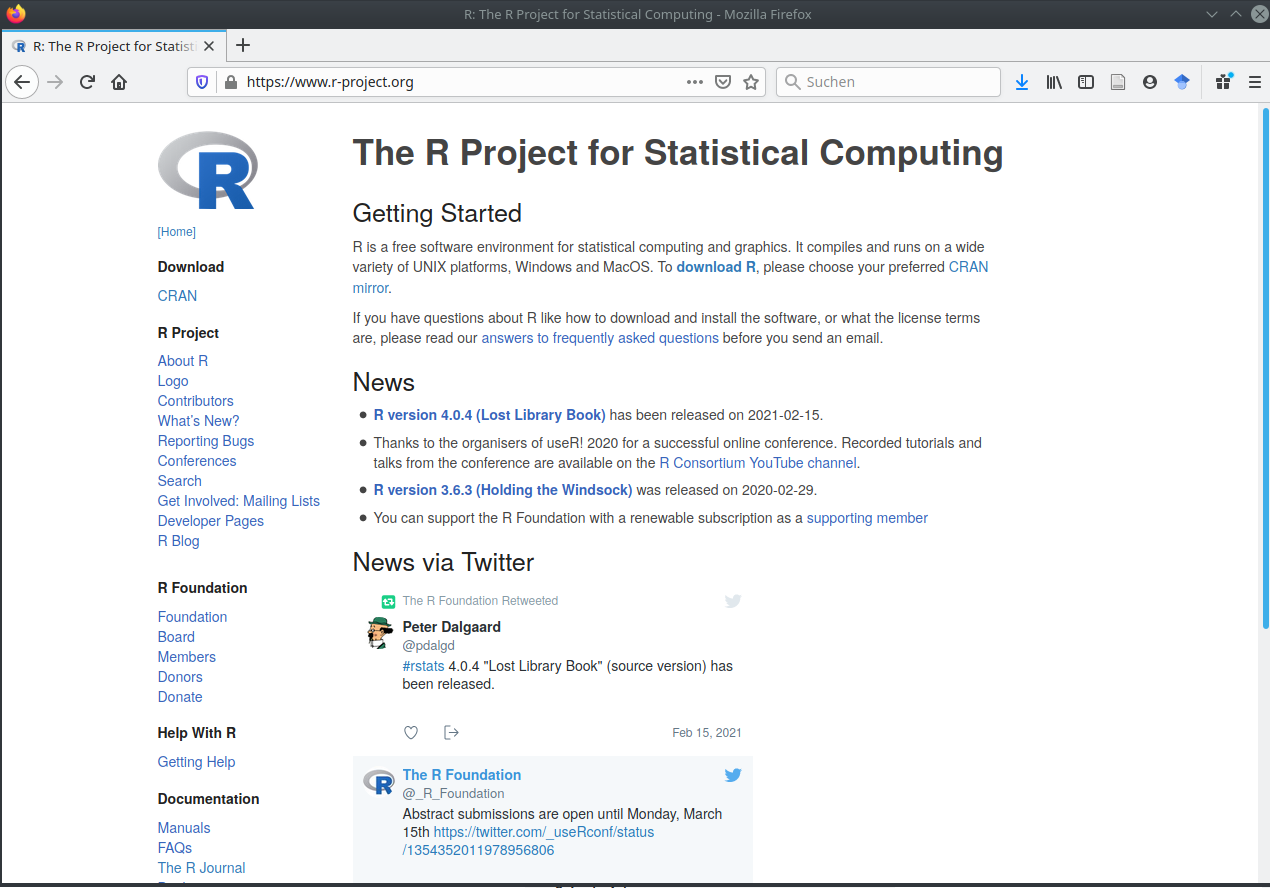 R: The R Project for Statistical Computing - Mozilla Firefox
R: The R Project for Statist
https://www.r-project.org
Suchen
R
[Home]
Download
CRAN
R Project
About R
Logo
Contributors
What's New?
Reporting Bugs
Conferences
Search
Get Involved: Mailing Lists
Developer Pages
R Blog
R Foundation
Foundation
Board
Members
Donors
Donate
Help With R
Getting Help
Documentation
Manuals
FAQs
The R Journal
The R Project for Statistical Computing
Getting Started
R is a free software environment for statistical computing and graphics. It compiles and runs on a wide
variety of UNIX platforms, Windows and MacOS. To download R, please choose your preferred CRAN
mirror.
If you have questions about R like how to download and install the software, or what the license terms
are, please read our answers to frequently asked questions before you send an email.
News
• R version 4.0.4 (Lost Library Book) has been released on 2021-02-15.
• Thanks to the organisers of useR! 2020 for a successful online conference. Recorded tutorials and
talks from the conference are available on the R Consortium YouTube channel.
• R version 3.6.3 (Holding the Windsock) was released on 2020-02-29.
• You can support the R Foundation with a renewable subscription as a supporting member
News via Twitter
The R Foundation Retweeted
Peter Dalgaard
@pdalgd
#rstats 4.0.4 "Lost Library Book" (source version) has
been released.
Feb 15, 2021
The R Foundation
@_R_Foundation
Abstract submissions are open until Monday, March
15th https://twitter.com/_useRconf/status
/1354352011978956806